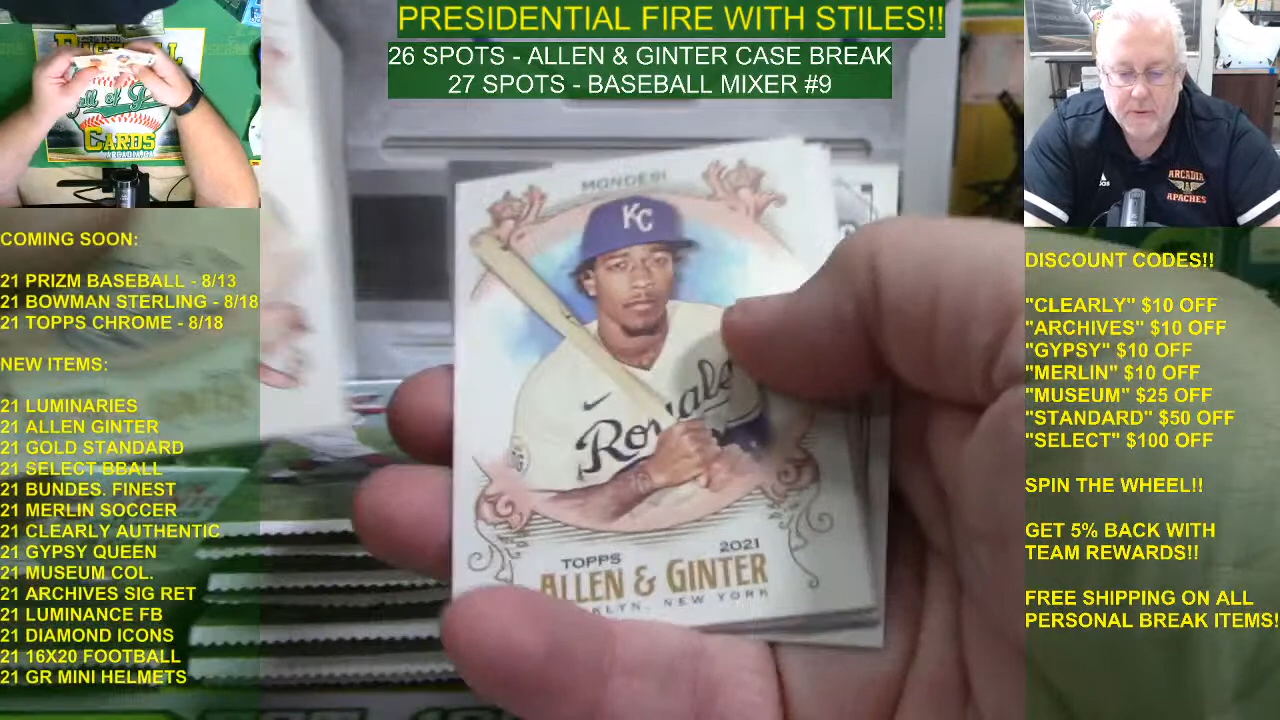 PRESIDENTIAL FIRE WITH STILES!!
26 SPOTS - ALLEN & GINTER CASE BREAK
27 SPOTS - BASEBALL MIXER #9
CARDS
COMING SOON:
21 PRIZM BASEBALL - 8/13
21 BOWMAN STERLING - 8/18
21 TOPPS CHROME - 8/18
NEW ITEMS:
21 LUMINARIES
21 ALLEN GINTER
21 GOLD STANDARD
21 SELECT BBALL
21 BUNDES. FINEST
21 MERLIN SOCCER
21 CLEARLY AUTHENTIC
21 GYPSY QUEEN
21 MUSEUM COL.
21 ARCHIVES SIG RET
21 LUMINANCE FB
21 DIAMOND ICONS
21 16X20 FOOTBALL
21 GR MINI HELMETS
MONDESI
KC
Royals
TOPPS 2021
ALLEN & GINTER
NEW YORK
adidas
ARCADIA
APACHES
DISCOUNT CODES!!
"CLEARLY" $10 OFF
"ARCHIVES" $10 OFF
"GYPSY" $10 OFF
"MERLIN" $10 OFF
"MUSEUM" $25 OFF
"STANDARD" $50 OFF
"SELECT" $100 OFF
SPIN THE WHEEL!!
GET 5% BACK WITH
TEAM REWARDS!!
FREE SHIPPING ON ALL
PERSONAL BREAK ITEMS!